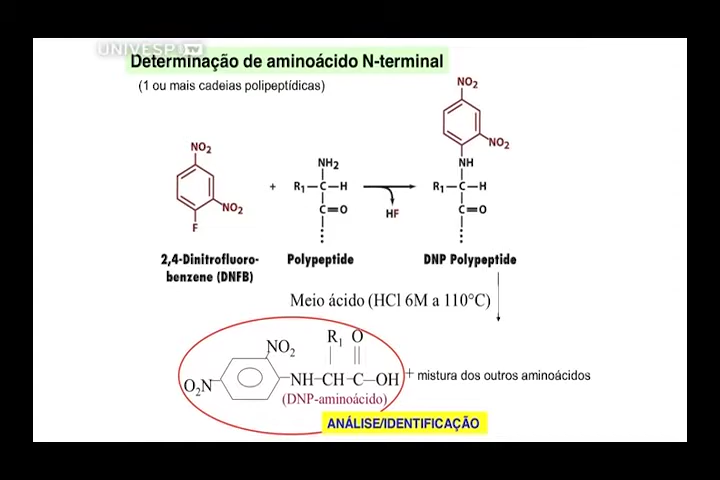 UNIVESP TV
Determinação de aminoácido N-terminal
(1 ou mais cadeias polipeptídicas)
NO2
NO2
F
+
NH2
R1—C—H
C=O
HF
NO2
NO2
NH
R1—C—H
C=O
2,4-Dinitrofluoro-
benzene (DNFB)
Polypeptide
DNP Polypeptide
Meio ácido (HCl 6M a 110°C)
NO2
R1 O
O2N
NH-CH-C-OH
(DNP-aminoácido)
+ mistura dos outros aminoácidos
ANÁLISE/IDENTIFICAÇÃO